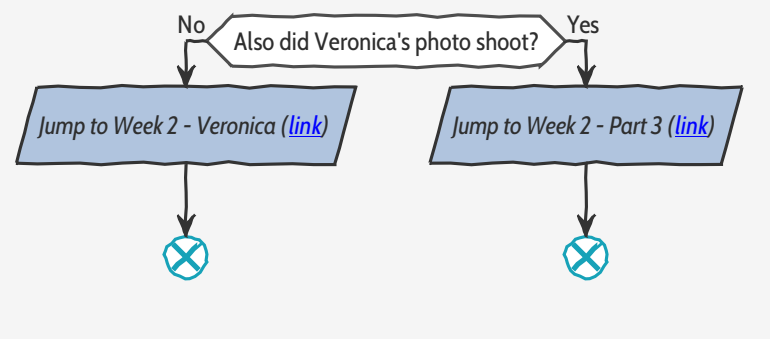 No
Also did Veronica's photo shoot?
Yes
Jump to Week 2 - Veronica (link)
Jump to Week 2 - Part 3 (link)